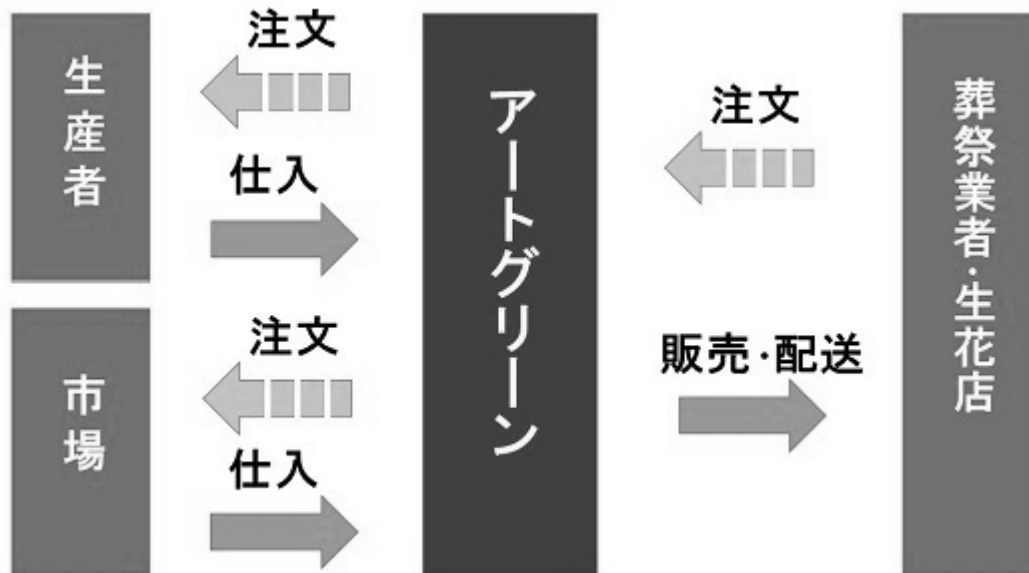 生産者
注文
仕入
市場
注文
仕入
アートグリーン
注文
販売・配送
葬祭業者・生花店